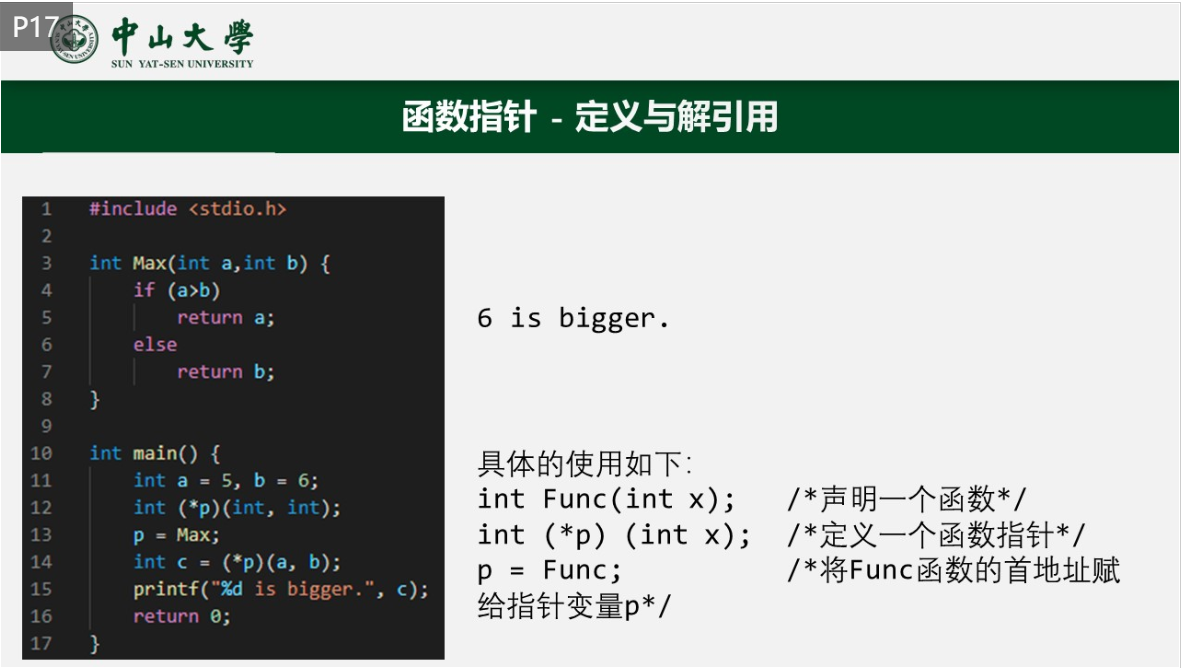 P17
中山大學
SUN YAT-SEN UNIVERSITY
函数指针 - 定义与解引用
1 #include <stdio.h>
2
3 int Max(int a,int b) {
4     if (a>b)
5         return a;
6     else
7         return b;
8 }
9
10 int main() {
11     int a = 5, b = 6;
12     int (*p)(int, int);
13     p = Max;
14     int c = (*p)(a, b);
15     printf("%d is bigger.", c);
16     return 0;
17 }
6 is bigger.
具体的使用如下:
int Func(int x);   /*声明一个函数*/
int (*p) (int x);  /*定义一个函数指针*/
p = Func;          /*将Func函数的首地址赋
给指针变量p*/